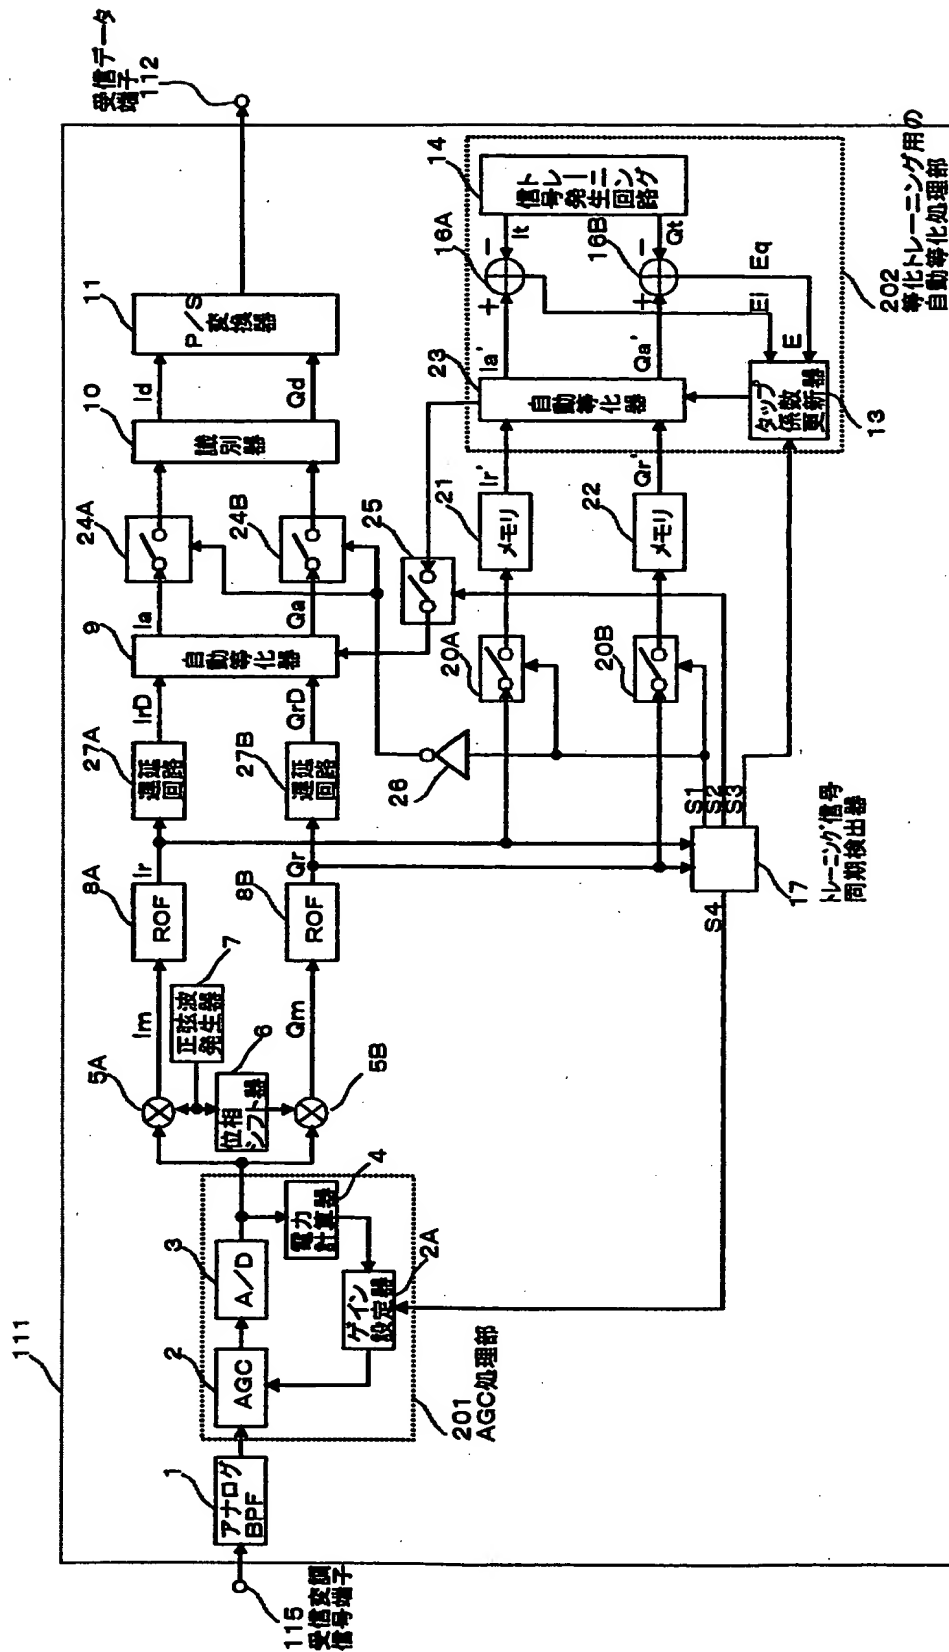 111
115
受信変調
信号端子
1
アナログ
BPF
2
AGC
3
A/D
4
電力
計算器
2A
ゲイン
設定器
201
AGC処理部
5A
5B
6
位相
シフト器
7
正弦波
発生器
Im
Qm
8A
ROF
8B
ROF
Ir
Qr
27A
遅延
回路
27B
遅延
回路
IrD
QrD
9
自動等化器
Ia
Qa
24A
24B
10
識別器
Id
Qd
11
P/S
変換器
受信データ
端子
112
25
26
20A
20B
21
メモリ
22
メモリ
Ir'
Qr'
23
自動等化器
Ia'
Qa'
+
−
16A
+
−
16B
It
Qt
14
トレーニング
信号発生回路
Ei
Eq
E
タップ
係数
更新器
13
202
等化トレーニング用の
自動等化処理部
S1
S2
S3
S4
17
トレーニング信号
同期検出器